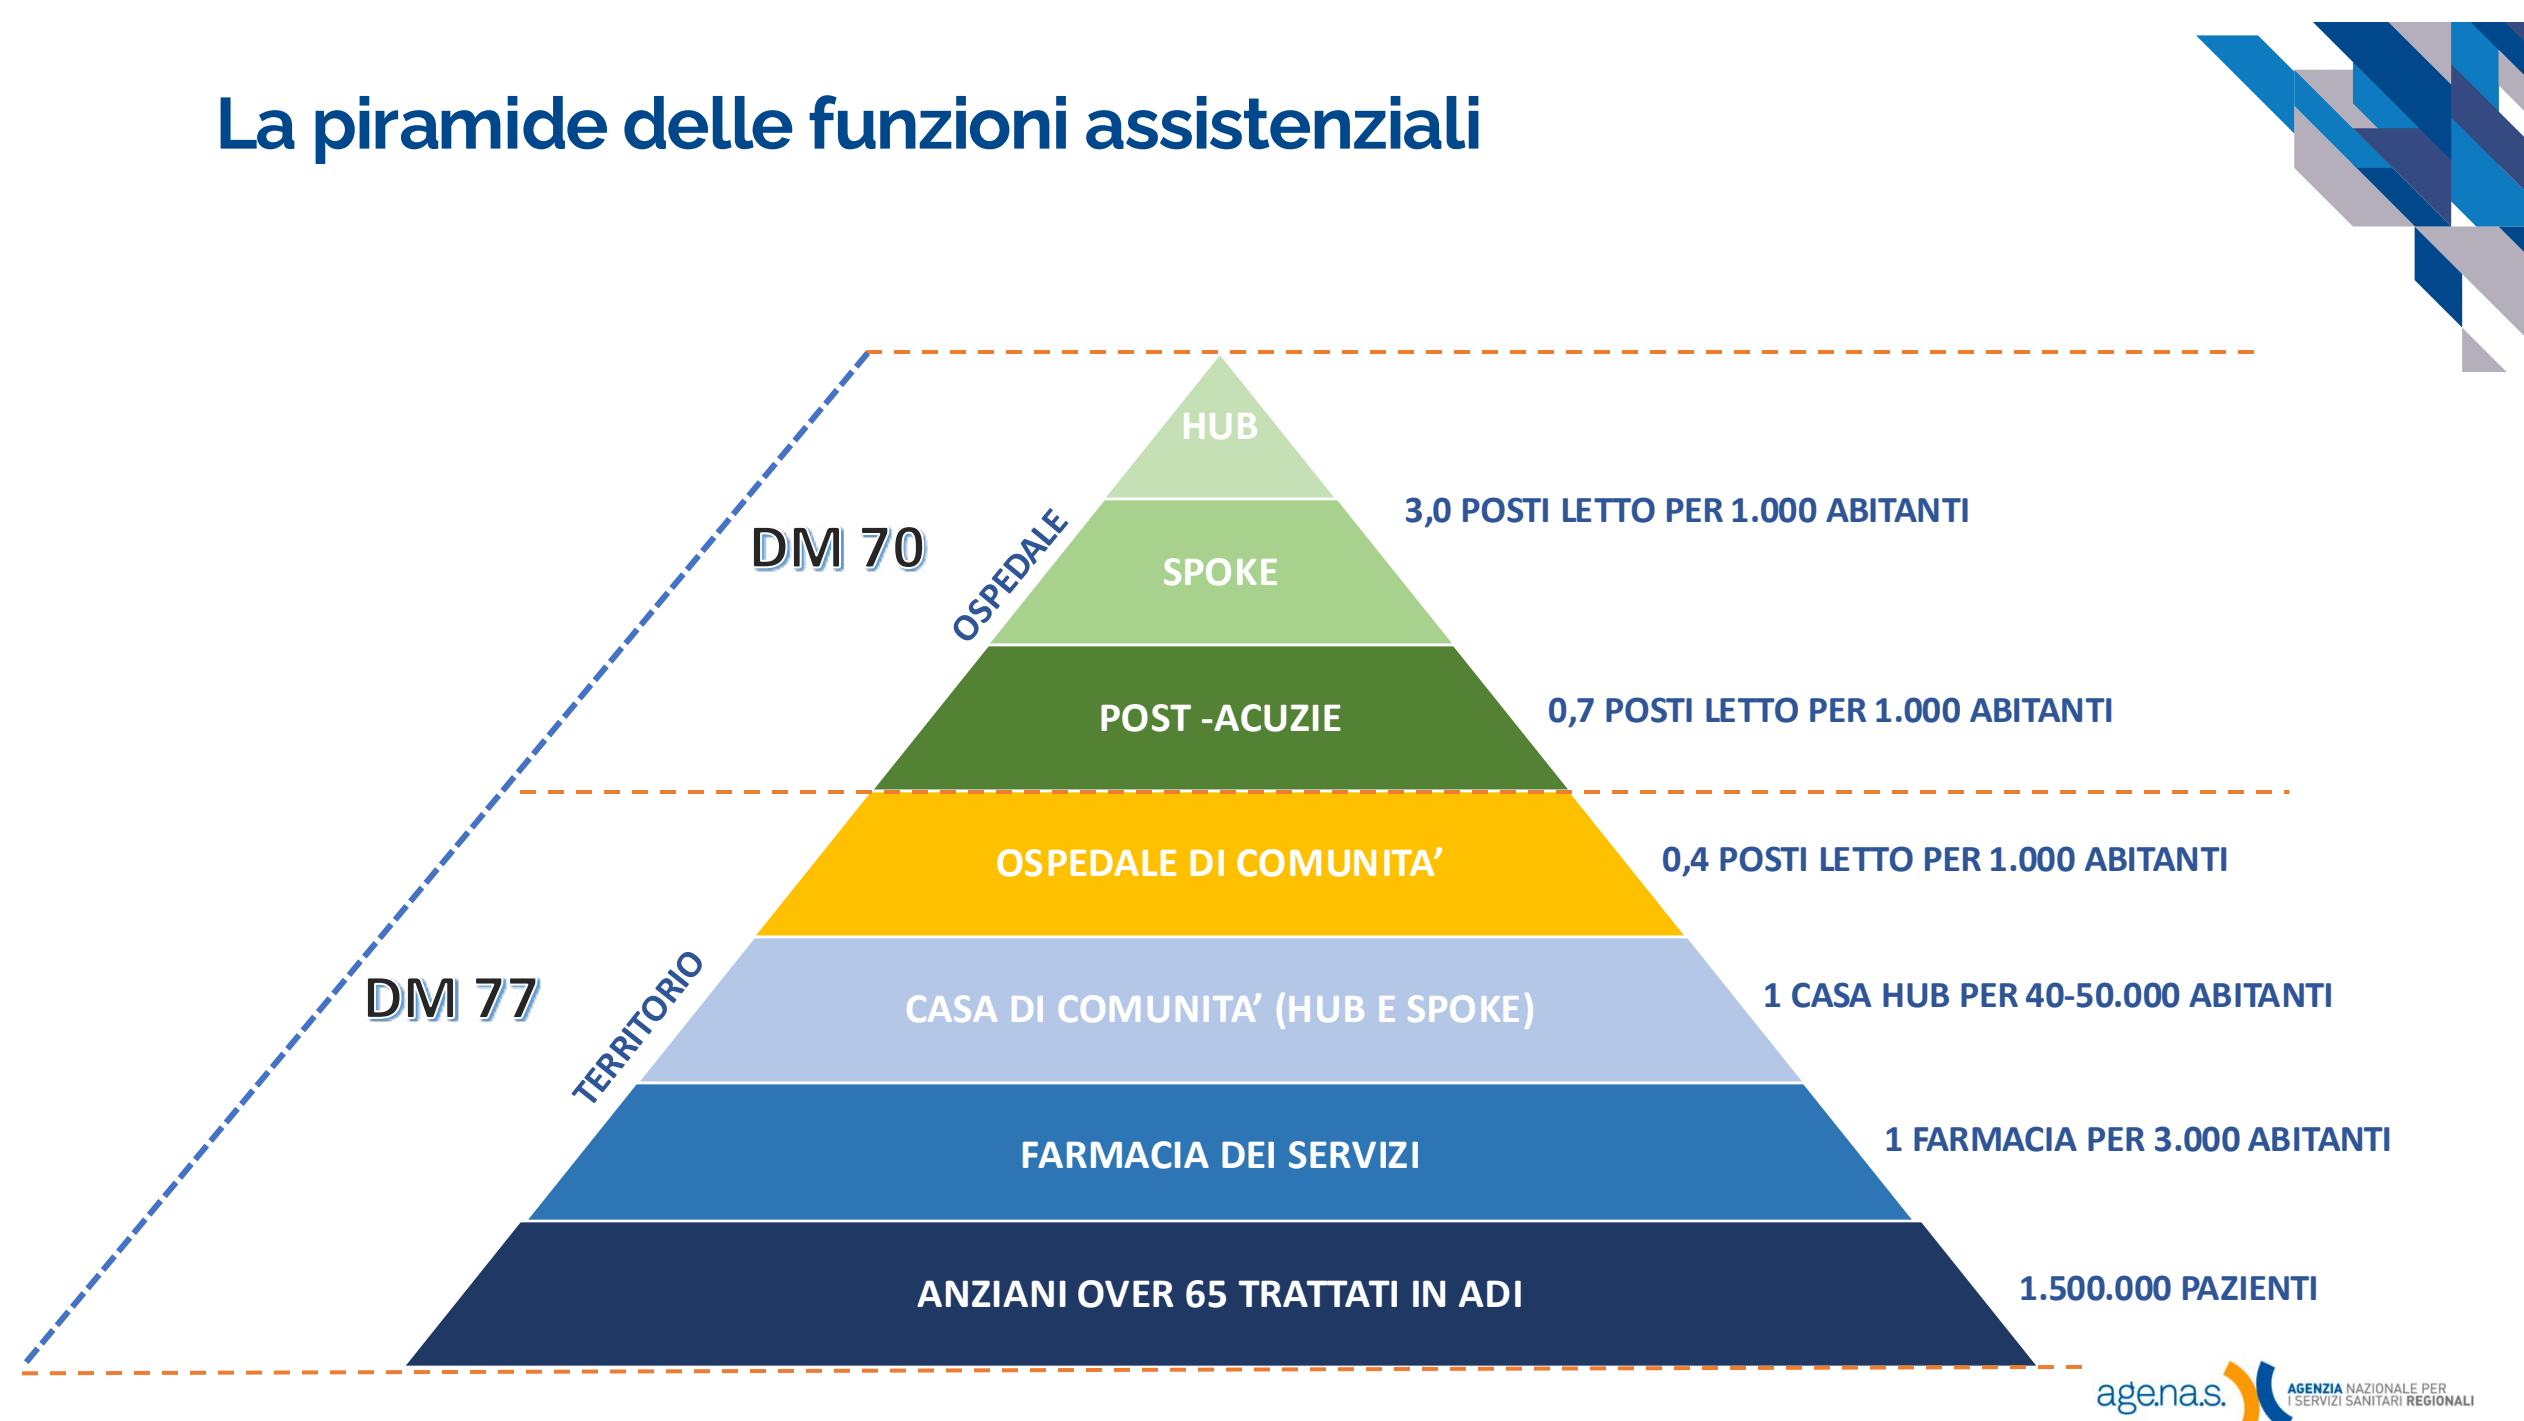 La piramide delle funzioni assistenziali
HUB
3,0 POSTI LETTO PER 1.000 ABITANTI
DM 70
OSPEDALE
SPOKE
POST -ACUZIE
0,7 POSTI LETTO PER 1.000 ABITANTI
OSPEDALE DI COMUNITA’
0,4 POSTI LETTO PER 1.000 ABITANTI
DM 77
TERRITORIO
CASA DI COMUNITA’ (HUB E SPOKE)
1 CASA HUB PER 40-50.000 ABITANTI
FARMACIA DEI SERVIZI
1 FARMACIA PER 3.000 ABITANTI
ANZIANI OVER 65 TRATTATI IN ADI
1.500.000 PAZIENTI
age.na.s.
AGENZIA NAZIONALE PER
I SERVIZI SANITARI REGIONALI